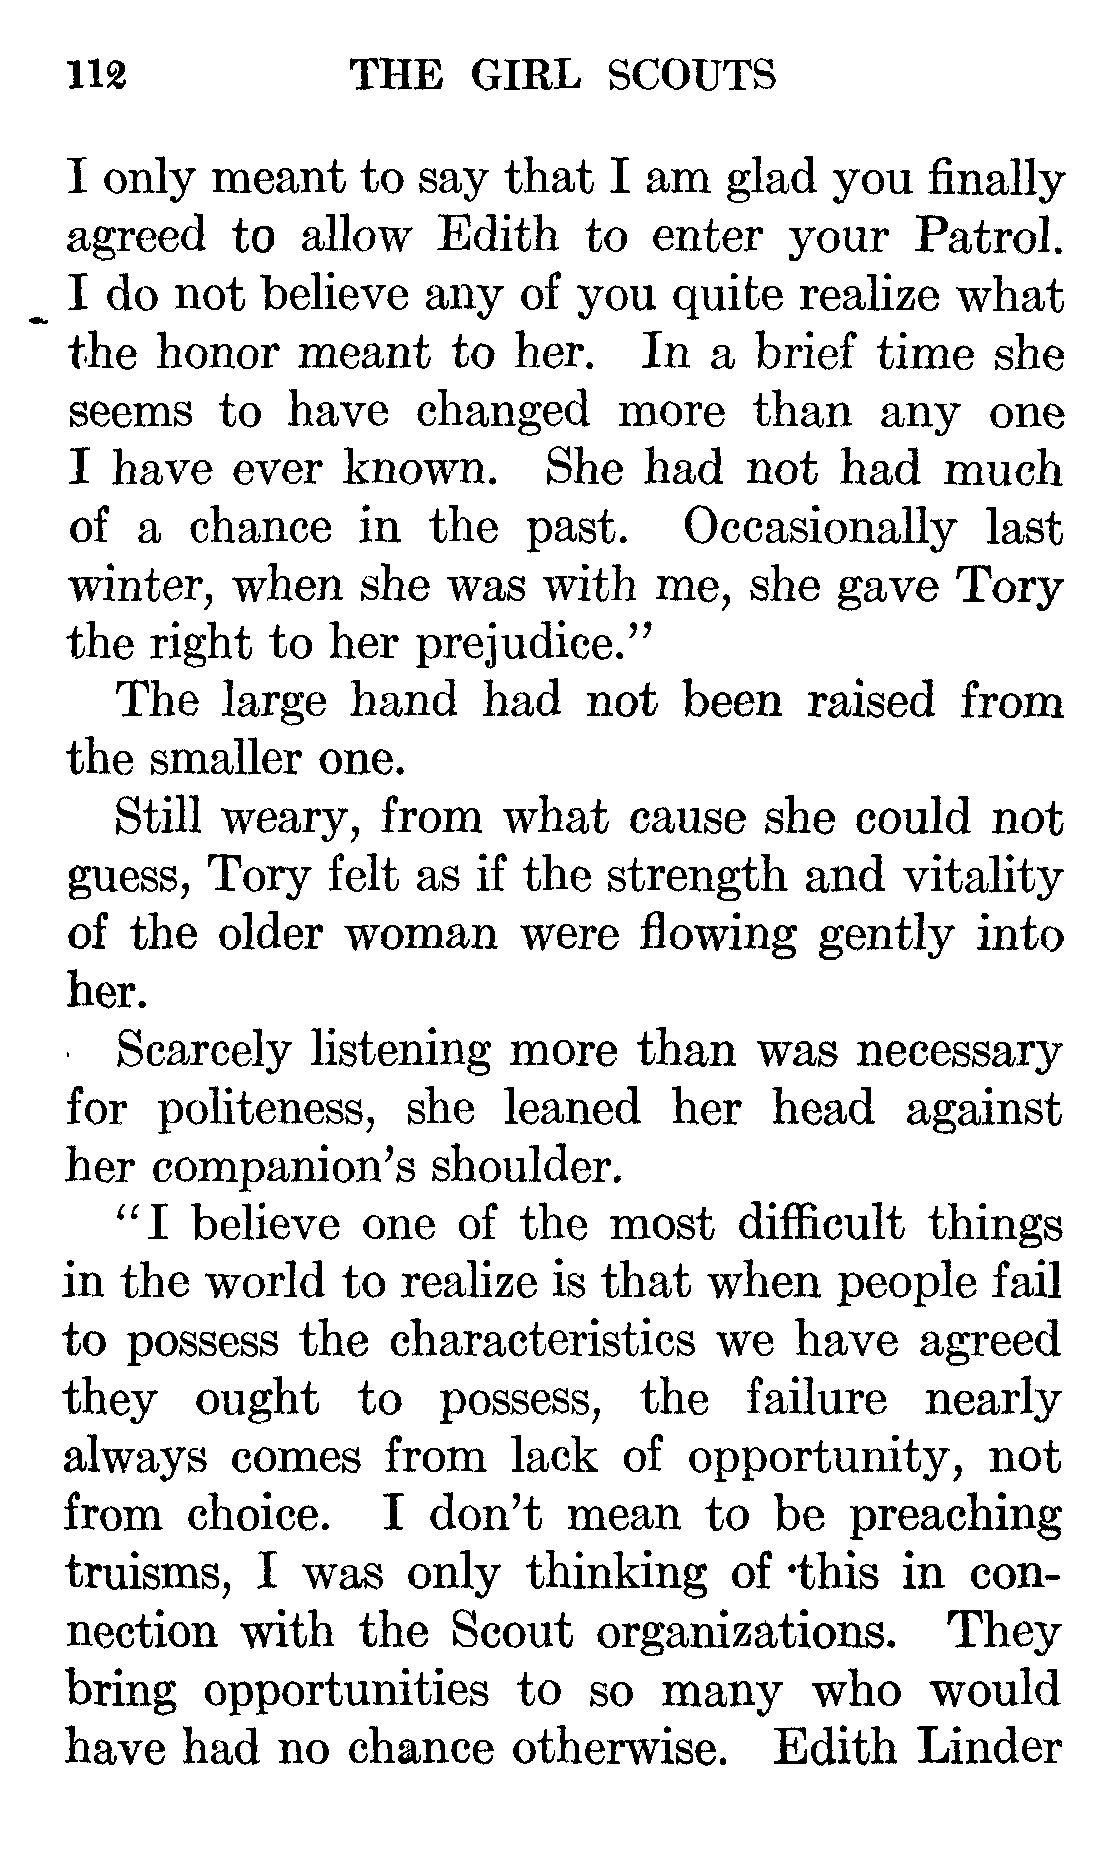 112 THE GIRL SCOUTS
I only meant to say that I am glad you finally
agreed to allow Edith to enter your Patrol.
I do not believe any of you quite realize what
the honor meant to her. In a brief time she
seems to have changed more than any one
I have ever known. She had not had much
of a chance in the past. Occasionally last
winter, when she was with me, she gave Tory
the right to her prejudice.”
The large hand had not been raised from
the smaller one.
Still weary, from what cause she could not
guess, Tory felt as if the strength and vitality
of the older woman were flowing gently into
her.
Scarcely listening more than was necessary
for politeness, she leaned her head against
her companion’s shoulder.
“I believe one of the most difficult things
in the world to realize is that when people fail
to possess the characteristics we have agreed
they ought to possess, the failure nearly
always comes from lack of opportunity, not
from choice. I don’t mean to be preaching
truisms, I was only thinking of this in con-
nection with the Scout organizations. They
bring opportunities to so many who would
have had no chance otherwise. Edith Linder